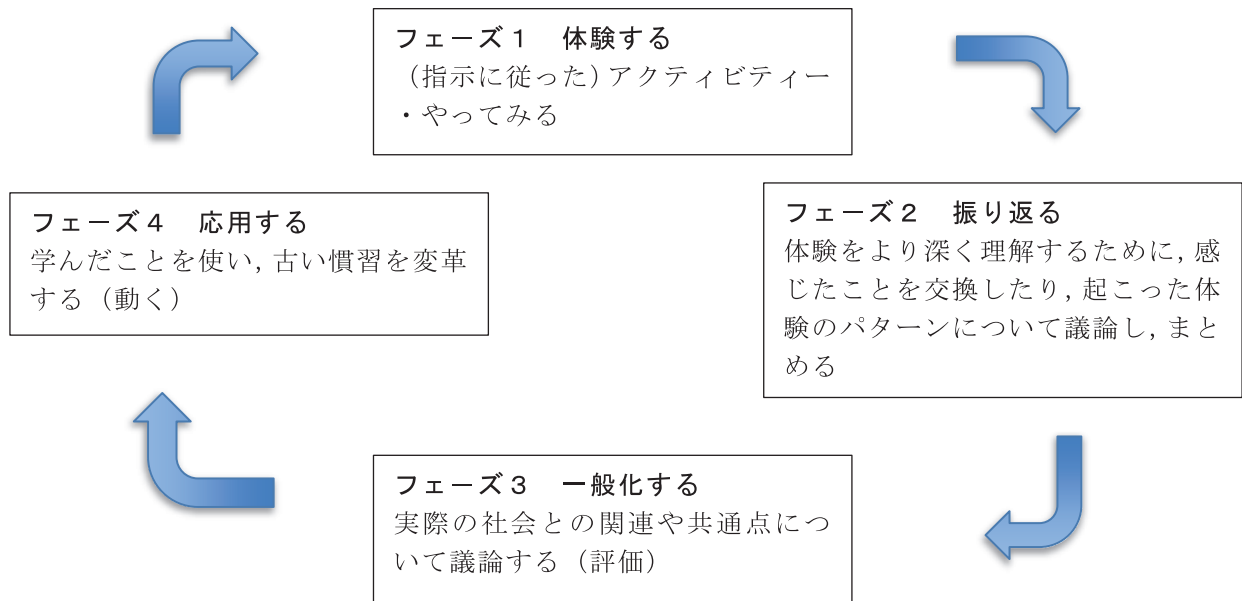 フェーズ1　体験する
（指示に従った）アクティビティー
・やってみる
フェーズ2　振り返る
体験をより深く理解するために，感
じたことを交換したり，起こった体
験のパターンについて議論し，まと
める
フェーズ3　一般化する
実際の社会との関連や共通点につ
いて議論する（評価）
フェーズ4　応用する
学んだことを使い，古い慣習を変革
する（動く）